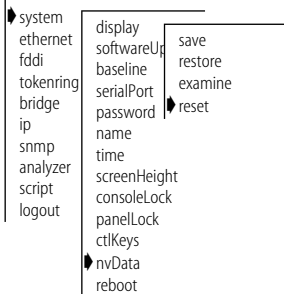 system
ethernet
fddi
tokenring
bridge
ip
snmp
analyzer
script
logout
display
softwareUp
baseline
serialPort
password
name
time
screenHeight
consoleLock
panelLock
ctlKeys
nvData
reboot
save
restore
examine
reset